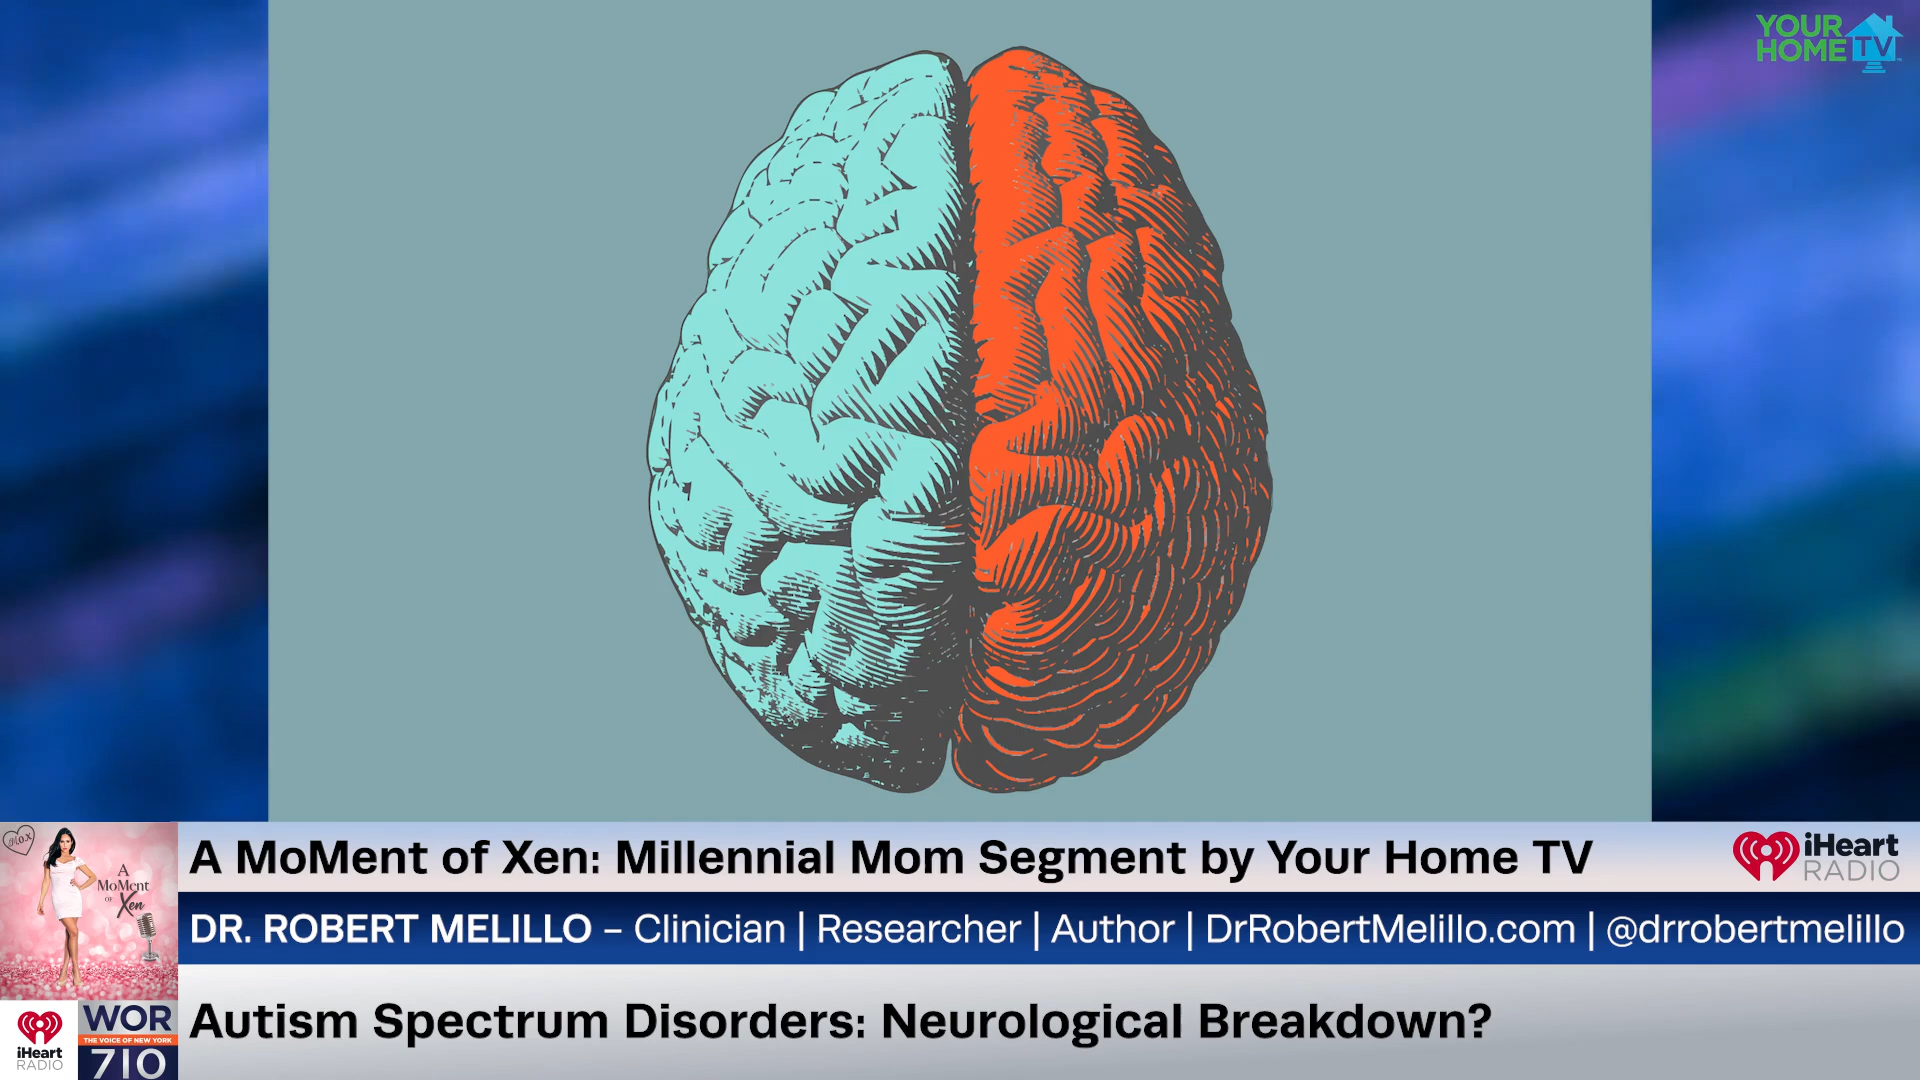 YOUR
HOME TV
A MoMent of Xen: Millennial Mom Segment by Your Home TV
iHeart
RADIO
DR. ROBERT MELILLO – Clinician | Researcher | Author | DrRobertMelillo.com | @drrobertmelillo
M.O.X
A
MoMent
OF
Xen
Autism Spectrum Disorders: Neurological Breakdown?
iHeart
RADIO
WOR
THE VOICE OF NEW YORK
710